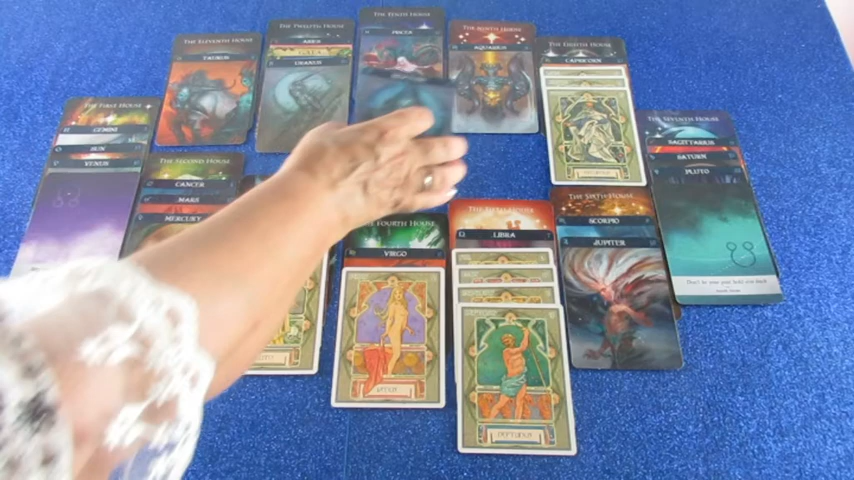 THE TENTH HOUSE
THE ELEVENTH HOUSE
TAURUS
THE TWELFTH HOUSE
ARIES
URANUS
THE NINTH HOUSE
AQUARIUS
THE EIGHTH HOUSE
CAPRICORN
THE FIRST HOUSE
GEMINI
SUN
VENUS
THE SECOND HOUSE
CANCER
MARS
MERCURY
THE SEVENTH HOUSE
SAGITTARIUS
SATURN
PLUTO
THE FOURTH HOUSE
VIRGO
LIBRA
THE SIXTH HOUSE
SCORPIO
JUPITER
VENUS
NEPTUNUS